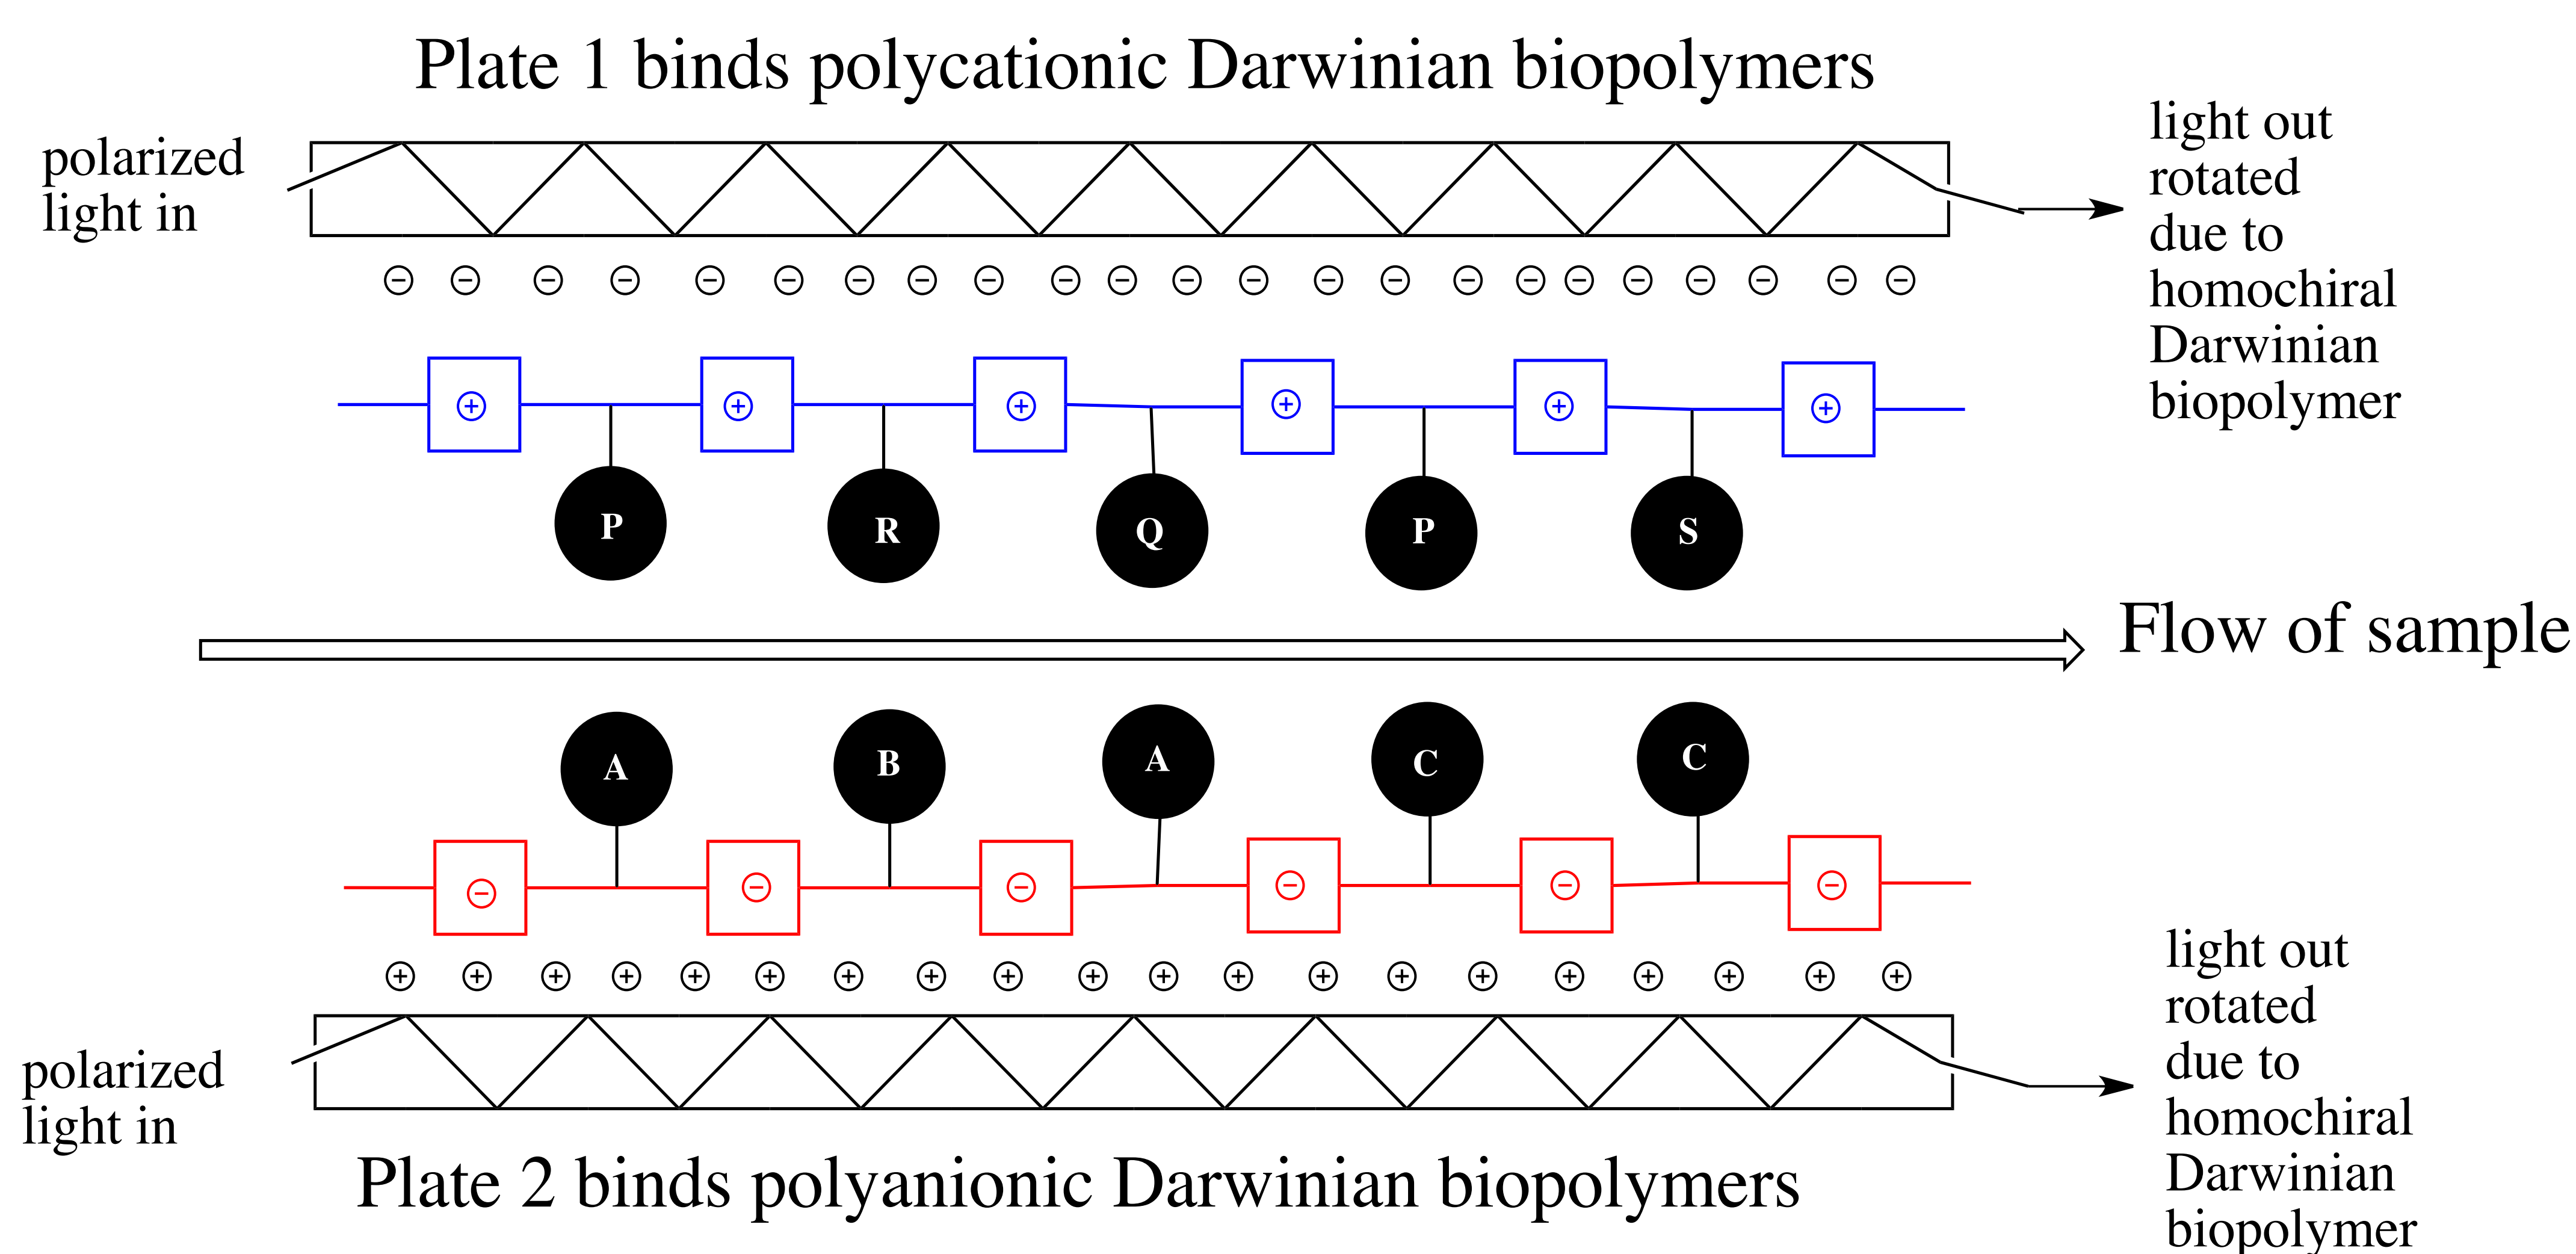 Plate 1 binds polycationic Darwinian biopolymers
polarized
light in
light out
rotated
due to
homochiral
Darwinian
biopolymer
− − − − − − − − − − − − − − − − − − − − − − −
+ + + + + +
P R Q P S
Flow of sample
A B A C C
− − − − − −
+ + + + + + + + + + + + + + + + + + + +
polarized
light in
light out
rotated
due to
homochiral
Darwinian
biopolymer
Plate 2 binds polyanionic Darwinian biopolymers